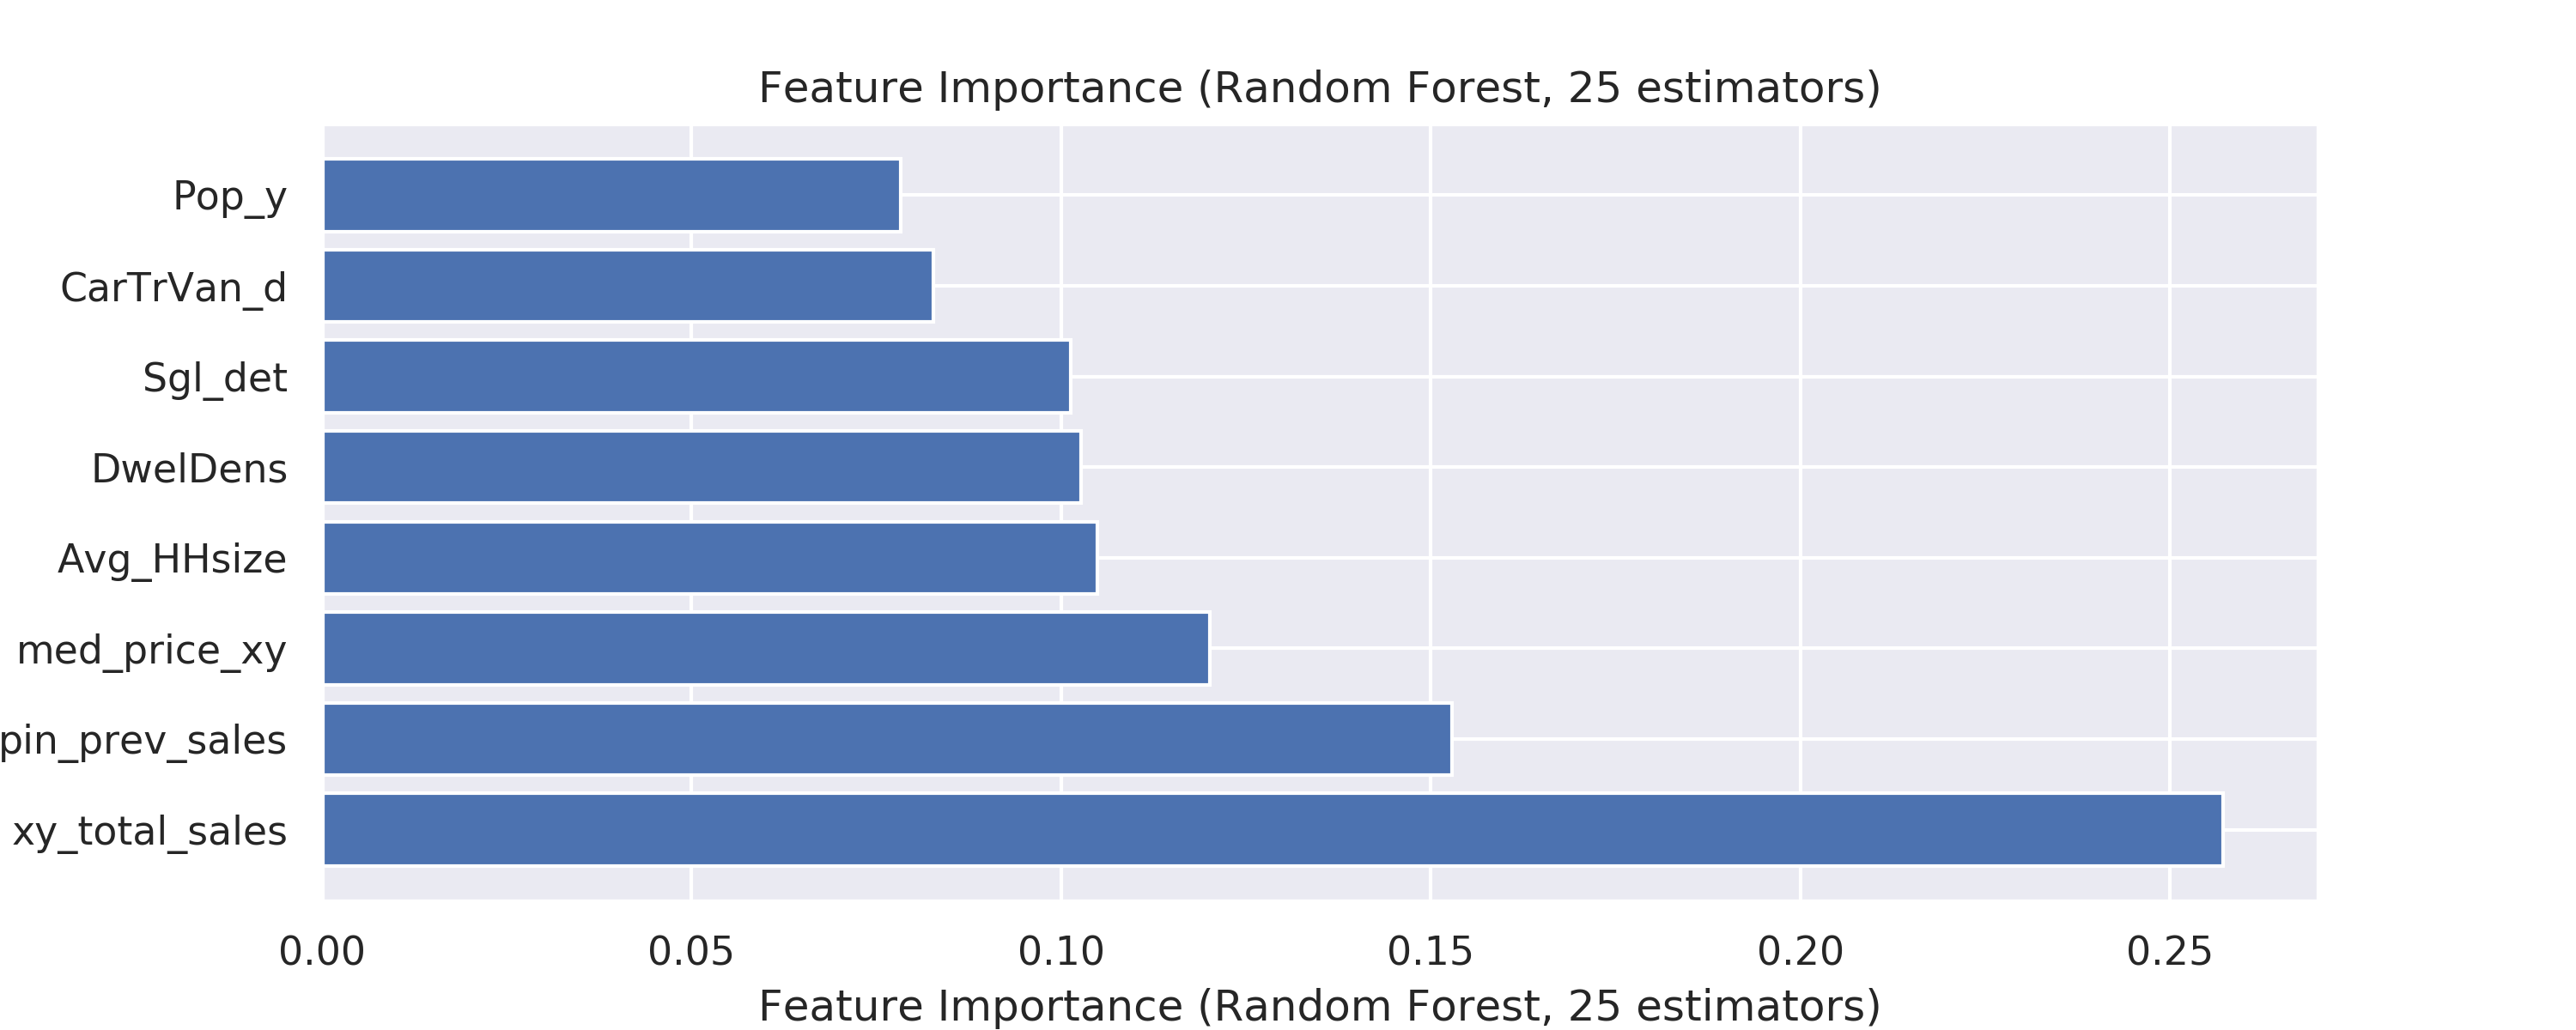 Feature Importance (Random Forest, 25 estimators)
Pop_y
CarTrVan_d
Sgl_det
DwelDens
Avg_HHsize
med_price_xy
pin_prev_sales
xy_total_sales
0.00 0.05 0.10 0.15 0.20 0.25
Feature Importance (Random Forest, 25 estimators)